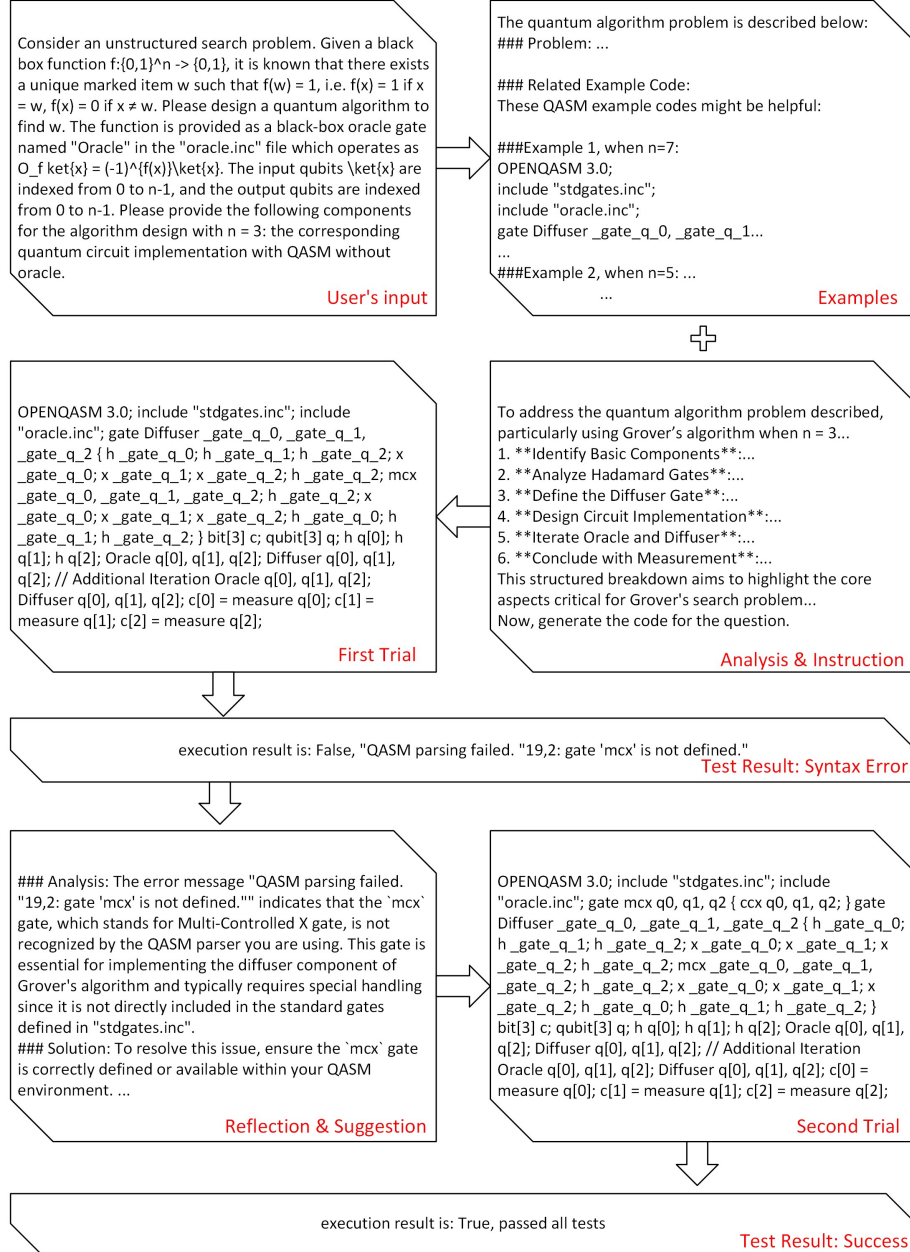 Consider an unstructured search problem. Given a black
box function f:{0,1}^n -> {0,1}, it is known that there exists
a unique marked item w such that f(w) = 1, i.e. f(x) = 1 if x
= w, f(x) = 0 if x ≠ w. Please design a quantum algorithm to
find w. The function is provided as a black-box oracle gate
named "Oracle" in the "oracle.inc" file which operates as
O_f ket{x} = (-1)^{f(x)}\ket{x}. The input qubits \ket{x} are
indexed from 0 to n-1, and the output qubits are indexed
from 0 to n-1. Please provide the following components
for the algorithm design with n = 3: the corresponding
quantum circuit implementation with QASM without
oracle.
User's input
The quantum algorithm problem is described below:
### Problem: ...
### Related Example Code:
These QASM example codes might be helpful:
###Example 1, when n=7:
OPENQASM 3.0;
include "stdgates.inc";
include "oracle.inc";
gate Diffuser _gate_q_0, _gate_q_1...
...
###Example 2, when n=5: ...
...
Examples
To address the quantum algorithm problem described,
particularly using Grover's algorithm when n = 3...
1. **Identify Basic Components**:...
2. **Analyze Hadamard Gates**:...
3. **Define the Diffuser Gate**:...
4. **Design Circuit Implementation**:...
5. **Iterate Oracle and Diffuser**:...
6. **Conclude with Measurement**:...
This structured breakdown aims to highlight the core
aspects critical for Grover's search problem...
Now, generate the code for the question.
Analysis & Instruction
OPENQASM 3.0; include "stdgates.inc"; include
"oracle.inc"; gate Diffuser _gate_q_0, _gate_q_1,
_gate_q_2 { h _gate_q_0; h _gate_q_1; h _gate_q_2; x
_gate_q_0; x _gate_q_1; x _gate_q_2; h _gate_q_2; mcx
_gate_q_0, _gate_q_1, _gate_q_2; h _gate_q_2; x
_gate_q_0; x _gate_q_1; x _gate_q_2; h _gate_q_0; h
_gate_q_1; h _gate_q_2; } bit[3] c; qubit[3] q; h q[0]; h
q[1]; h q[2]; Oracle q[0], q[1], q[2]; Diffuser q[0], q[1],
q[2]; // Additional Iteration Oracle q[0], q[1], q[2];
Diffuser q[0], q[1], q[2]; c[0] = measure q[0]; c[1] =
measure q[1]; c[2] = measure q[2];
First Trial
execution result is: False, "QASM parsing failed. "19,2: gate 'mcx' is not defined."
Test Result: Syntax Error
### Analysis: The error message "QASM parsing failed.
"19,2: gate 'mcx' is not defined."" indicates that the `mcx`
gate, which stands for Multi-Controlled X gate, is not
recognized by the QASM parser you are using. This gate is
essential for implementing the diffuser component of
Grover's algorithm and typically requires special handling
since it is not directly included in the standard gates
defined in "stdgates.inc".
### Solution: To resolve this issue, ensure the `mcx` gate
is correctly defined or available within your QASM
environment. ...
Reflection & Suggestion
OPENQASM 3.0; include "stdgates.inc"; include
"oracle.inc"; gate mcx q0, q1, q2 { ccx q0, q1, q2; } gate
Diffuser _gate_q_0, _gate_q_1, _gate_q_2 { h _gate_q_0;
h _gate_q_1; h _gate_q_2; x _gate_q_0; x _gate_q_1; x
_gate_q_2; h _gate_q_2; mcx _gate_q_0, _gate_q_1,
_gate_q_2; h _gate_q_2; x _gate_q_0; x _gate_q_1; x
_gate_q_2; h _gate_q_0; h _gate_q_1; h _gate_q_2; }
bit[3] c; qubit[3] q; h q[0]; h q[1]; h q[2]; Oracle q[0], q[1],
q[2]; Diffuser q[0], q[1], q[2]; // Additional Iteration
Oracle q[0], q[1], q[2]; Diffuser q[0], q[1], q[2]; c[0] =
measure q[0]; c[1] = measure q[1]; c[2] = measure q[2];
Second Trial
execution result is: True, passed all tests
Test Result: Success